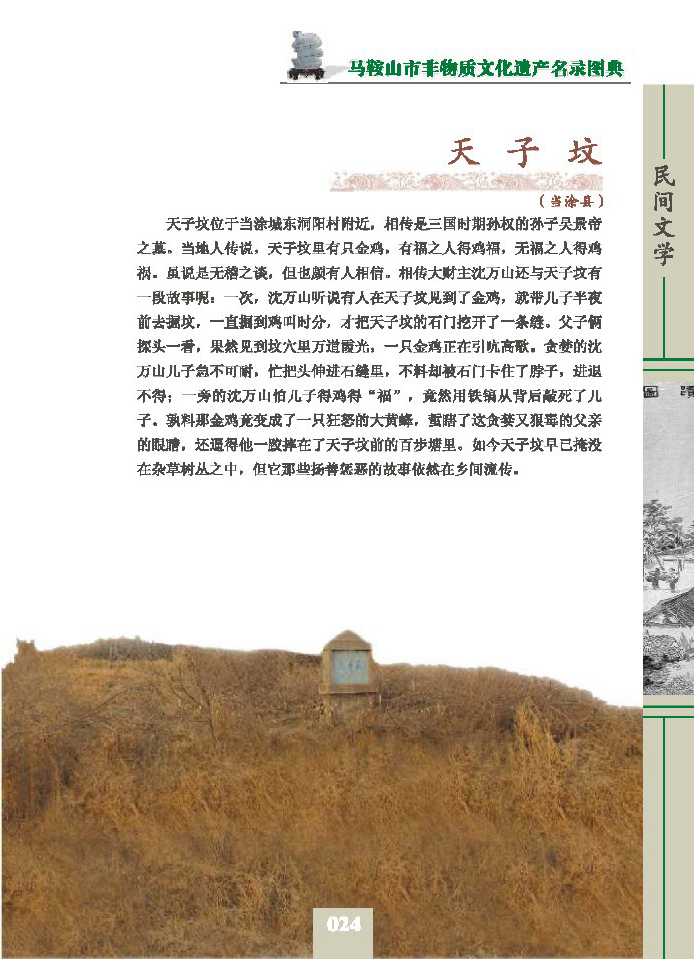 马鞍山市非物质文化遗产名录图典
天子坟
（当涂县）
天子坟位于当涂城东洞阳村附近，相传是三国时期孙权的孙子吴景帝
之墓。当地人传说，天子坟里有只金鸡，有福之人得鸡福，无福之人得鸡
祸。虽说是无稽之谈，但也颇有人相信。相传大财主沈万山还与天子坟有
一段故事呢：一次，沈万山听说有人在天子坟见到了金鸡，就带儿子半夜
前去掘坟，一直掘到鸡叫时分，才把天子坟的石门挖开了一条缝。父子俩
探头一看，果然见到坟穴里万道霞光，一只金鸡正在引吭高歌。贪婪的沈
万山儿子急不可耐，忙把头伸进石缝里，不料却被石门卡住了脖子，进退
不得；一旁的沈万山怕儿子得鸡得“福”，竟然用铁镐从背后敲死了儿
子。孰料那金鸡竟变成了一只狂怒的大黄蜂，蜇瞎了这贪婪又狠毒的父亲
的眼睛，还逼得他一跤摔在了天子坟前的百步塘里。如今天子坟早已掩没
在杂草树丛之中，但它那些扬善惩恶的故事依然在乡间流传。
民间文学
圖
024